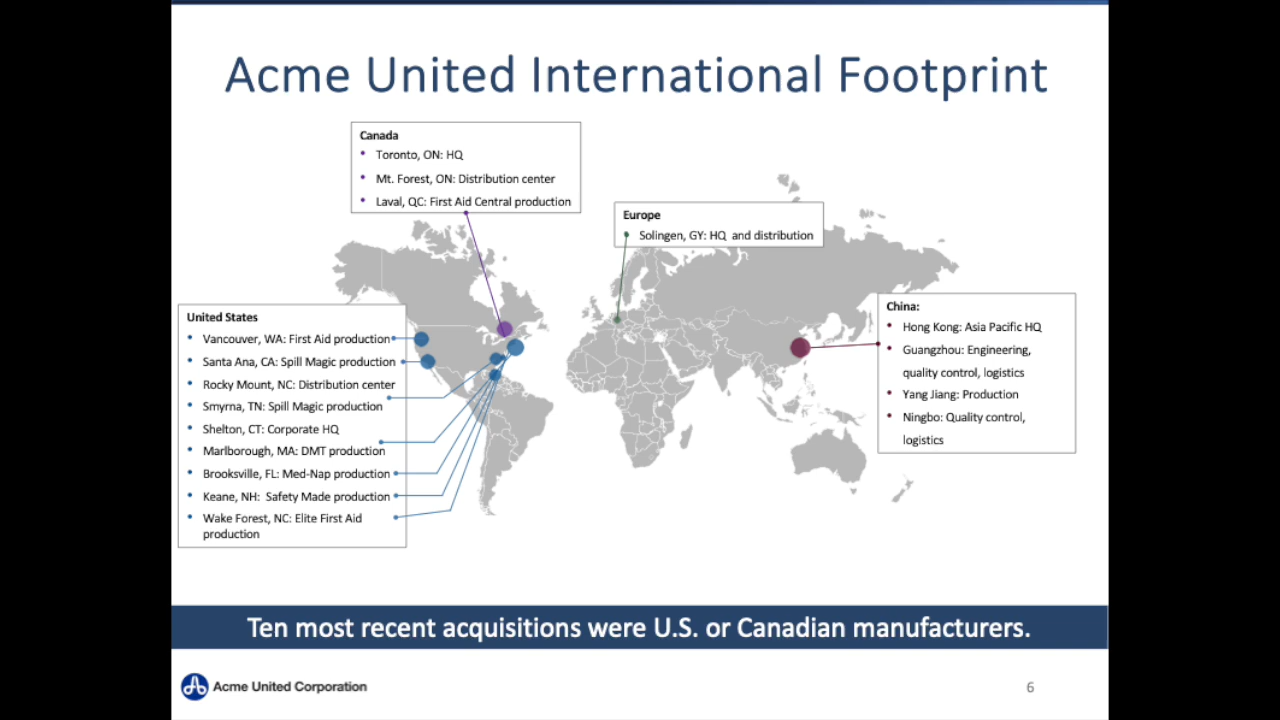 Acme United International Footprint
Canada
• Toronto, ON: HQ
• Mt. Forest, ON: Distribution center
• Laval, QC: First Aid Central production
Europe
• Solingen, GY: HQ and distribution
United States
• Vancouver, WA: First Aid production
• Santa Ana, CA: Spill Magic production
• Rocky Mount, NC: Distribution center
• Smyrna, TN: Spill Magic production
• Shelton, CT: Corporate HQ
• Marlborough, MA: DMT production
• Brooksville, FL: Med-Nap production
• Keane, NH: Safety Made production
• Wake Forest, NC: Elite First Aid
production
China:
• Hong Kong: Asia Pacific HQ
• Guangzhou: Engineering,
quality control, logistics
• Yang Jiang: Production
• Ningbo: Quality control,
logistics
Ten most recent acquisitions were U.S. or Canadian manufacturers.
Acme United Corporation
6